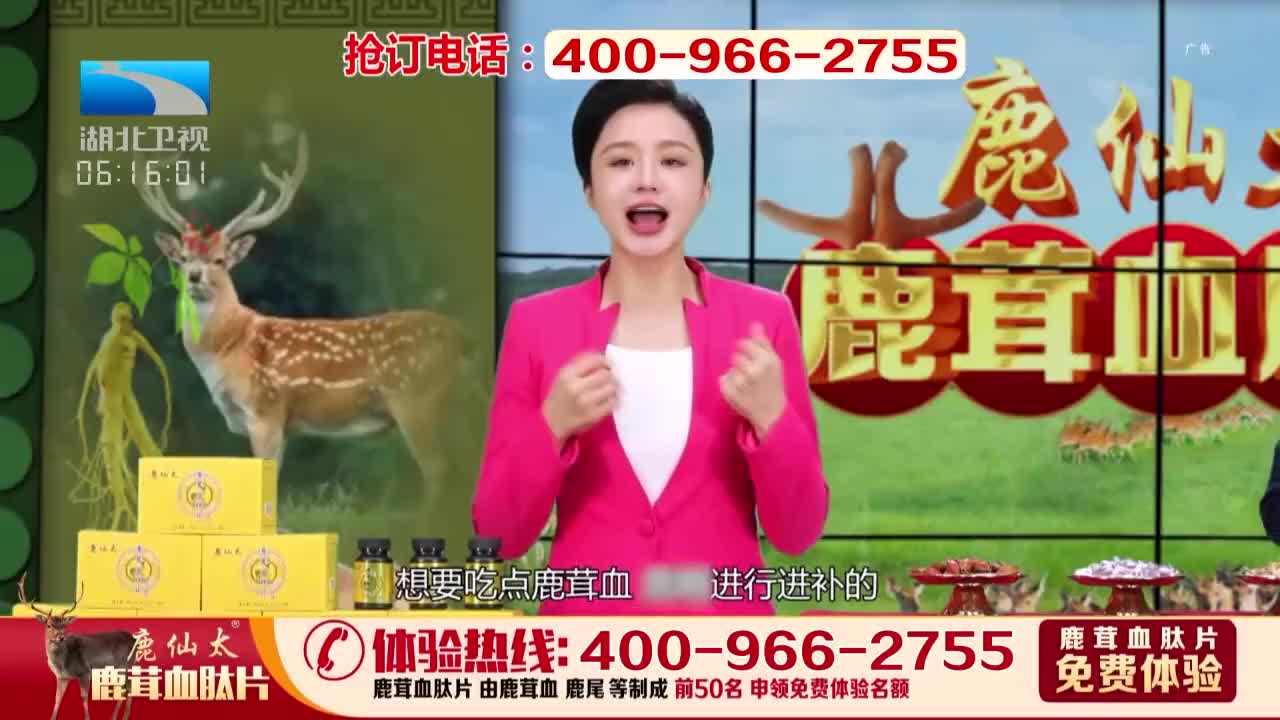 抢订电话：400-966-2755
广告
湖北卫视
06:16:01
鹿仙太
鹿茸血
鹿仙太
鹿仙太
鹿仙太
想要吃点鹿茸血 进行进补的
鹿仙太®
鹿茸血肽片
体验热线:400-966-2755
鹿茸血肽片 由鹿茸血 鹿尾 等制成 前50名 申领免费体验名额
鹿茸血肽片
免费体验